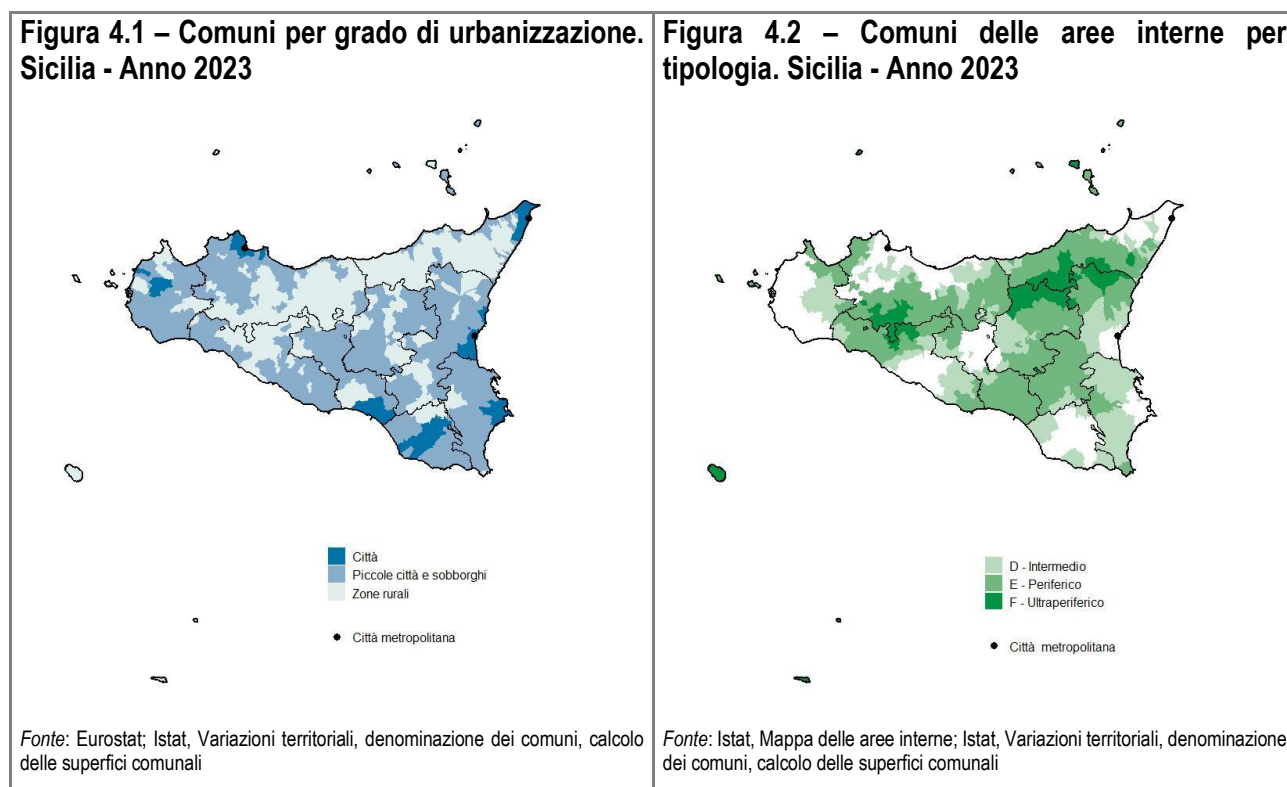 Figura 4.1 – Comuni per grado di urbanizzazione.
Sicilia - Anno 2023
Città
Piccole città e sobborghi
Zone rurali
Città metropolitana
Fonte: Eurostat; Istat, Variazioni territoriali, denominazione dei comuni, calcolo
delle superfici comunali
Figura 4.2 – Comuni delle aree interne per
tipologia. Sicilia - Anno 2023
D - Intermedio
E - Periferico
F - Ultraperiferico
Città metropolitana
Fonte: Istat, Mappa delle aree interne; Istat, Variazioni territoriali, denominazione
dei comuni, calcolo delle superfici comunali